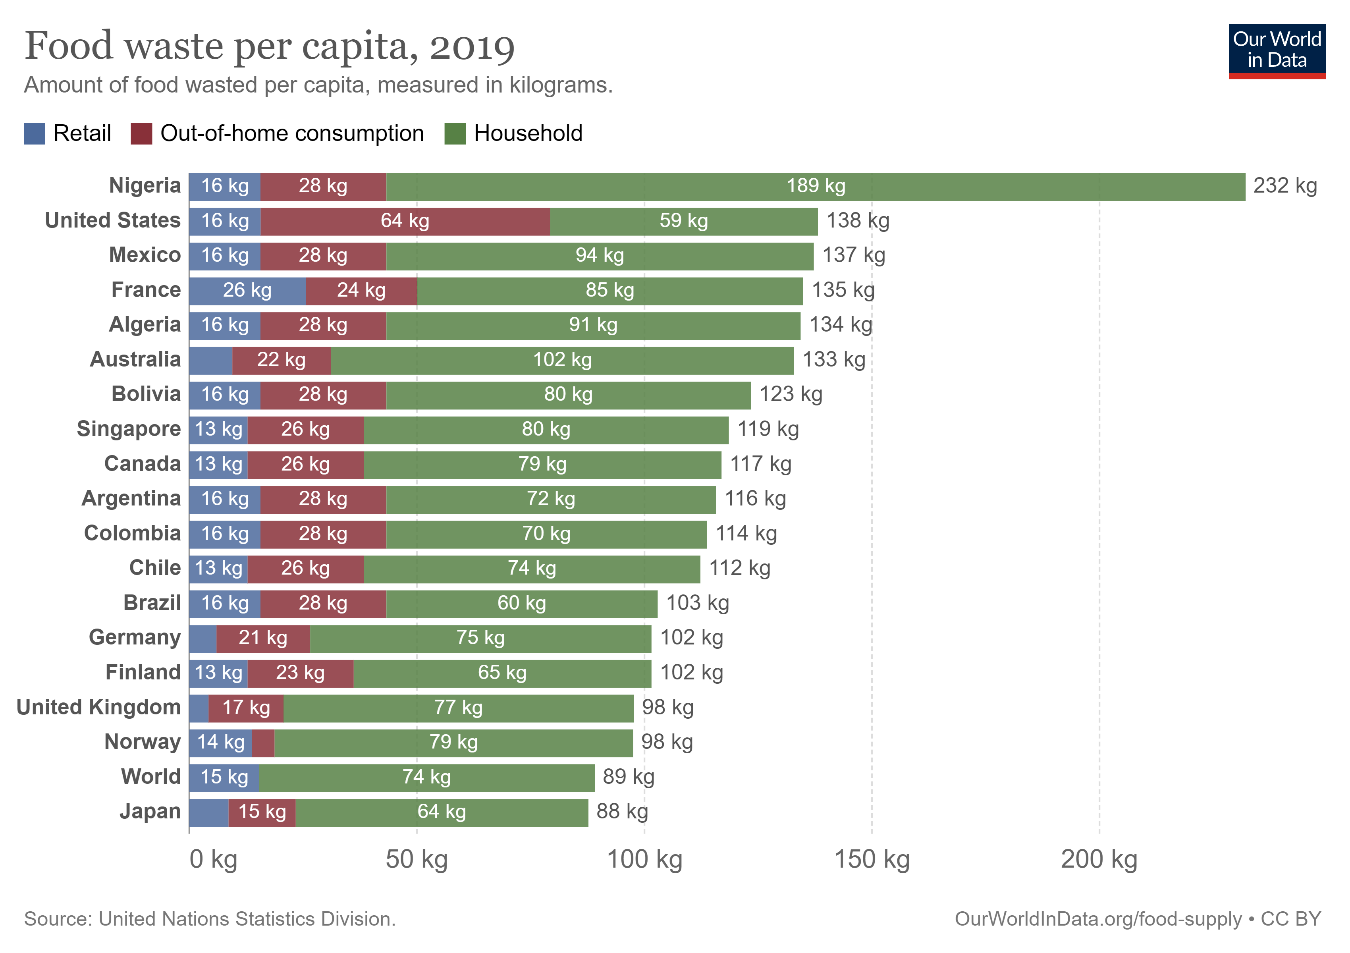 Food waste per capita, 2019
Amount of food wasted per capita, measured in kilograms.
Our World
in Data
Retail Out-of-home consumption Household
Nigeria 16 kg 28 kg 189 kg 232 kg
United States 16 kg 64 kg 59 kg 138 kg
Mexico 16 kg 28 kg 94 kg 137 kg
France 26 kg 24 kg 85 kg 135 kg
Algeria 16 kg 28 kg 91 kg 134 kg
Australia 22 kg 102 kg 133 kg
Bolivia 16 kg 28 kg 80 kg 123 kg
Singapore 13 kg 26 kg 80 kg 119 kg
Canada 13 kg 26 kg 79 kg 117 kg
Argentina 16 kg 28 kg 72 kg 116 kg
Colombia 16 kg 28 kg 70 kg 114 kg
Chile 13 kg 26 kg 74 kg 112 kg
Brazil 16 kg 28 kg 60 kg 103 kg
Germany 21 kg 75 kg 102 kg
Finland 13 kg 23 kg 65 kg 102 kg
United Kingdom 17 kg 77 kg 98 kg
Norway 14 kg 79 kg 98 kg
World 15 kg 74 kg 89 kg
Japan 15 kg 64 kg 88 kg
0 kg 50 kg 100 kg 150 kg 200 kg
Source: United Nations Statistics Division. OurWorldInData.org/food-supply • CC BY